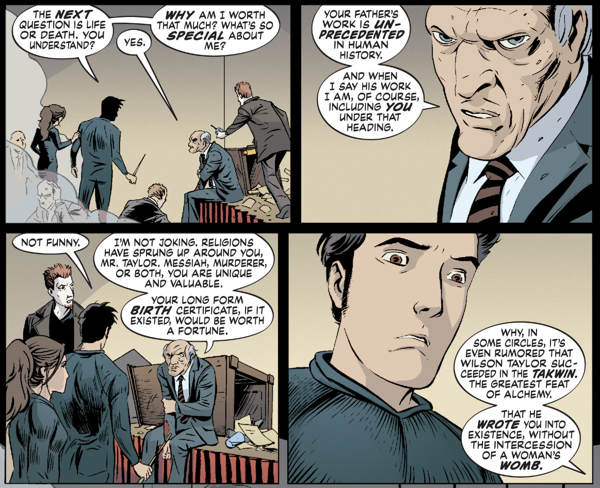 THE NEXT
QUESTION IS LIFE
OR DEATH. YOU
UNDERSTAND?
YES.
WHY AM I WORTH
THAT MUCH? WHAT'S SO
SPECIAL ABOUT
ME?
YOUR FATHER'S
WORK IS UN-
PRECEDENTED
IN HUMAN
HISTORY.
AND WHEN
I SAY HIS WORK
I AM, OF COURSE,
INCLUDING YOU
UNDER THAT
HEADING.
NOT FUNNY.
I'M NOT JOKING. RELIGIONS
HAVE SPRUNG UP AROUND YOU,
MR. TAYLOR. MESSIAH, MURDERER,
OR BOTH, YOU ARE UNIQUE
AND VALUABLE.
YOUR LONG FORM
BIRTH CERTIFICATE, IF IT
EXISTED, WOULD BE WORTH
A FORTUNE.
WHY, IN
SOME CIRCLES, IT'S
EVEN RUMORED THAT
WILSON TAYLOR SUC-
CEEDED IN THE TAKWIN.
THE GREATEST FEAT
OF ALCHEMY.
THAT HE
WROTE YOU INTO
EXISTENCE, WITHOUT
THE INTERCESSION
OF A WOMAN'S
WOMB.